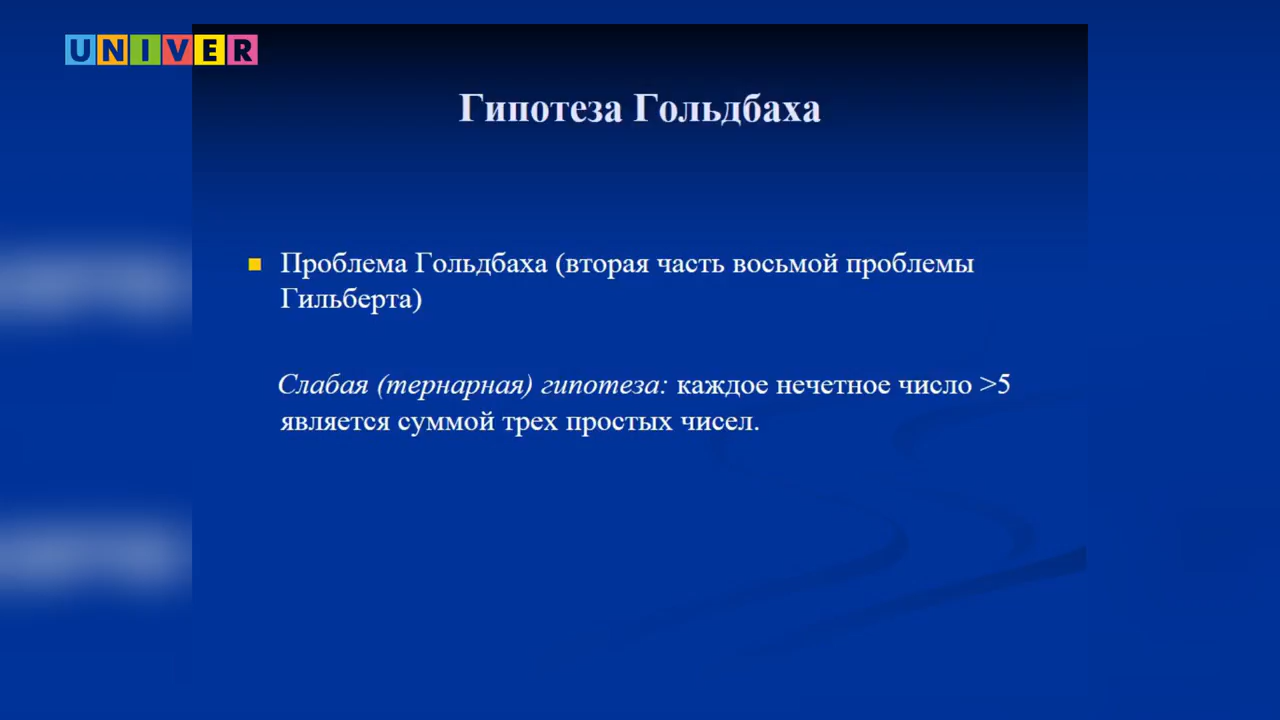 UNIVER
Гипотеза Гольдбаха
Проблема Гольдбаха (вторая часть восьмой проблемы
Гильберта)
Слабая (тернарная) гипотеза: каждое нечетное число >5
является суммой трех простых чисел.